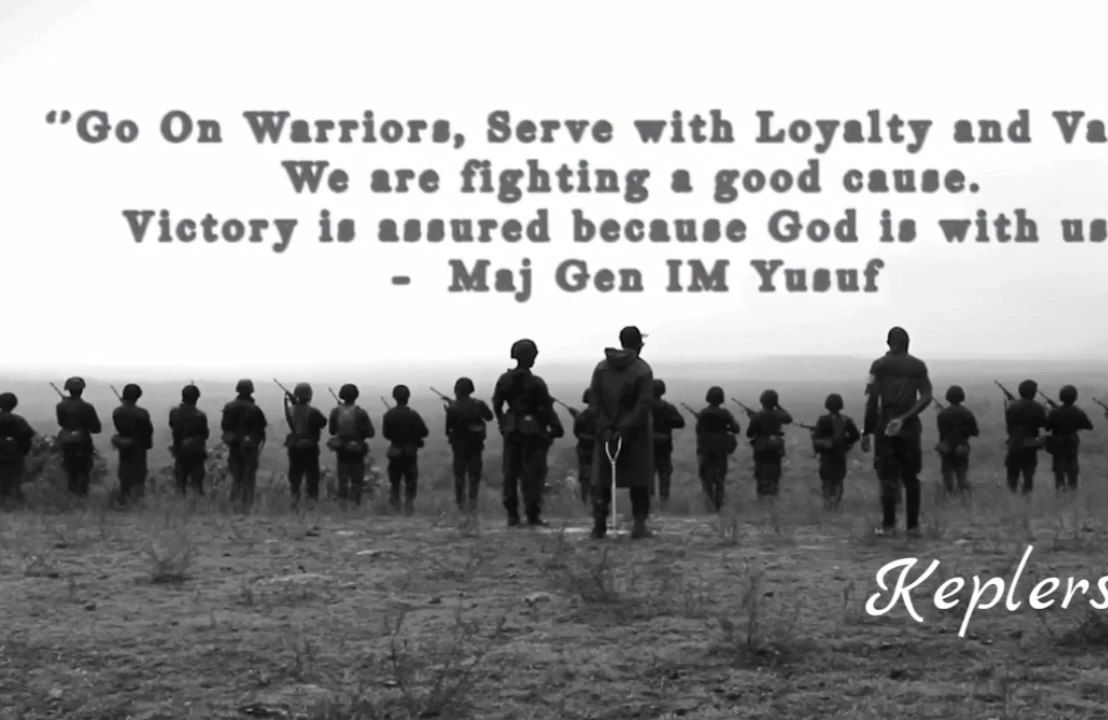 "Go On Warriors, Serve with Loyalty and Va
We are fighting a good cause.
Victory is assured because God is with us
- Maj Gen IM Yusuf
Keplers